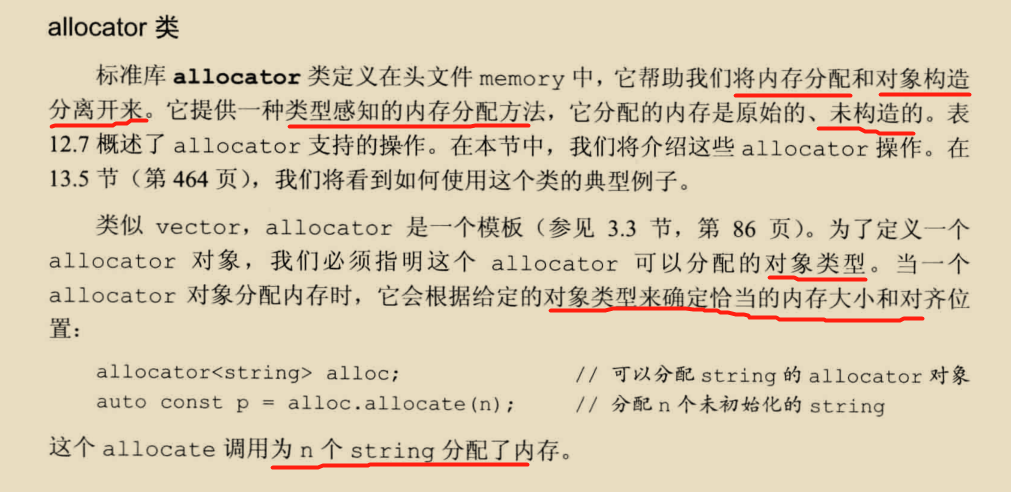 allocator 类
标准库 allocator 类定义在头文件 memory 中，它帮助我们将内存分配和对象构造
分离开来。它提供一种类型感知的内存分配方法，它分配的内存是原始的、未构造的。表
12.7 概述了 allocator 支持的操作。在本节中，我们将介绍这些 allocator 操作。在
13.5 节（第 464 页），我们将看到如何使用这个类的典型例子。
类似 vector，allocator 是一个模板（参见 3.3 节，第 86 页）。为了定义一个
allocator 对象，我们必须指明这个 allocator 可以分配的对象类型。当一个
allocator 对象分配内存时，它会根据给定的对象类型来确定恰当的内存大小和对齐位
置：
allocator<string> alloc; // 可以分配 string 的 allocator 对象
auto const p = alloc.allocate(n); // 分配 n 个未初始化的 string
这个 allocate 调用为 n 个 string 分配了内存。